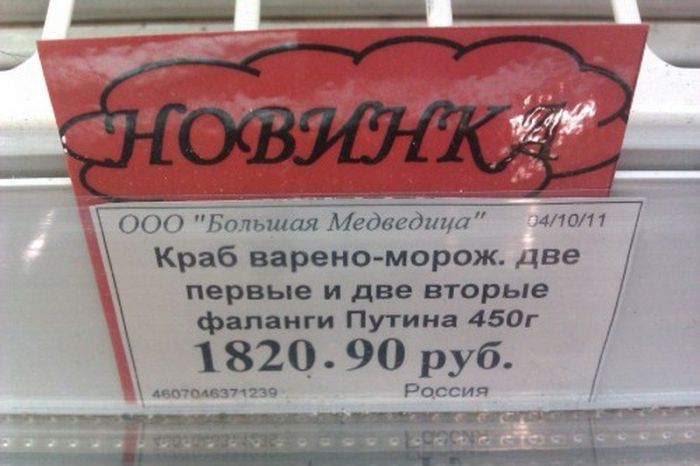 НОВИНКА
ООО "Большая Медведица" 04/10/11
Краб варено-морож. две
первые и две вторые
фаланги Путина 450г
1820.90 руб.
4607046371239 Россия